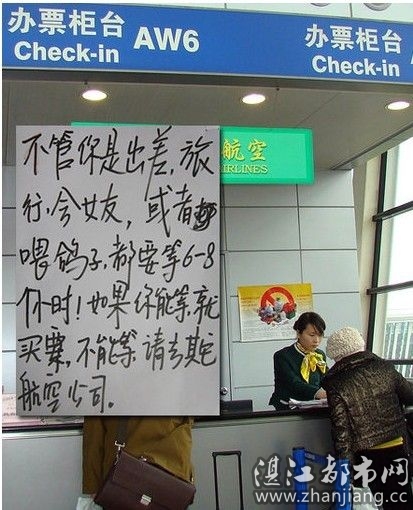 办票柜台
Check-in
AW6
办票柜台
Check-in
航空
AIRLINES
不管你是出差,旅
行,会女友,或者
喂鸽子,都要等6-8
小时!如果你能等,就
买票,不能等请去其它
航空公司.
湛江都市网
www.zhanjiang.cc